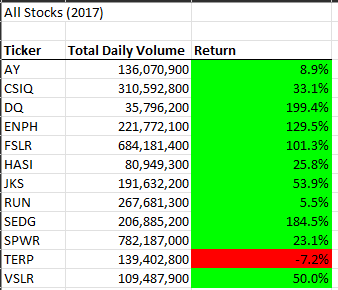 All Stocks (2017)
Ticker Total Daily Volume Return
AY 136,070,900 8.9%
CSIQ 310,592,800 33.1%
DQ 35,796,200 199.4%
ENPH 221,772,100 129.5%
FSLR 684,181,400 101.3%
HASI 80,949,300 25.8%
JKS 191,632,200 53.9%
RUN 267,681,300 5.5%
SEDG 206,885,200 184.5%
SPWR 782,187,000 23.1%
TERP 139,402,800 -7.2%
VSLR 109,487,900 50.0%